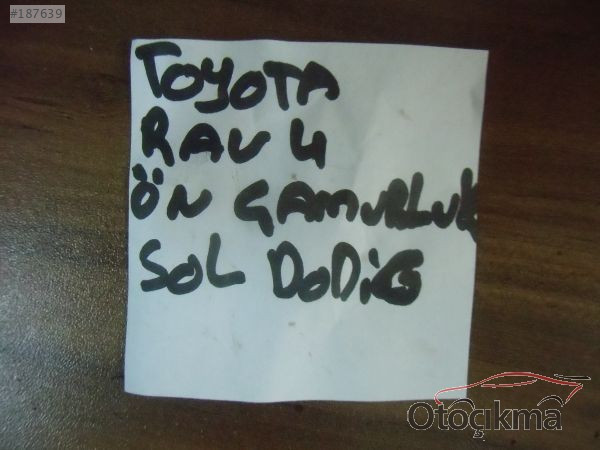 #187639
TOYOTA
RAV 4
ÖN ÇAMURLUK
SOL DODİG
Otoçıkma